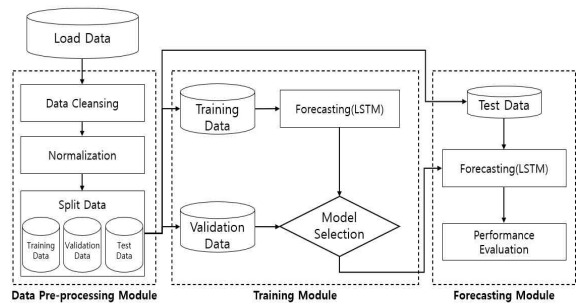 Load Data
Data Cleansing
Normalization
Split Data
Training
Data
Validation
Data
Test
Data
Data Pre-processing Module
Training
Data
Forecasting(LSTM)
Validation
Data
Model
Selection
Training Module
Test Data
Forecasting(LSTM)
Performance
Evaluation
Forecasting Module